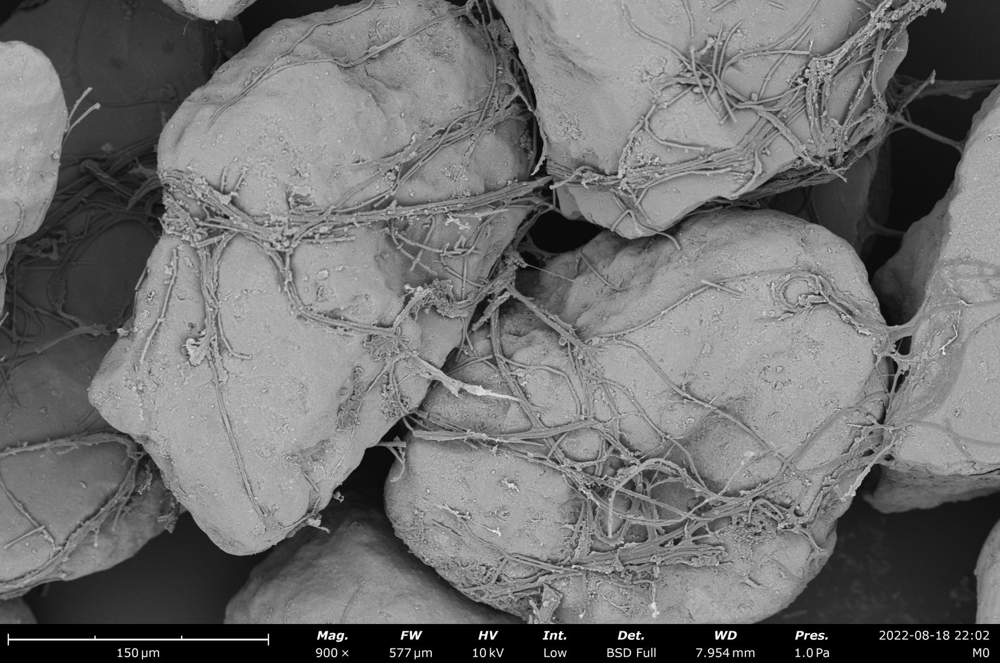 Mag. FW HV Int. Det. WD Pres. 2022-08-18 22:02
150 µm 900 × 577 µm 10 kV Low BSD Full 7.954 mm 1.0 Pa M0